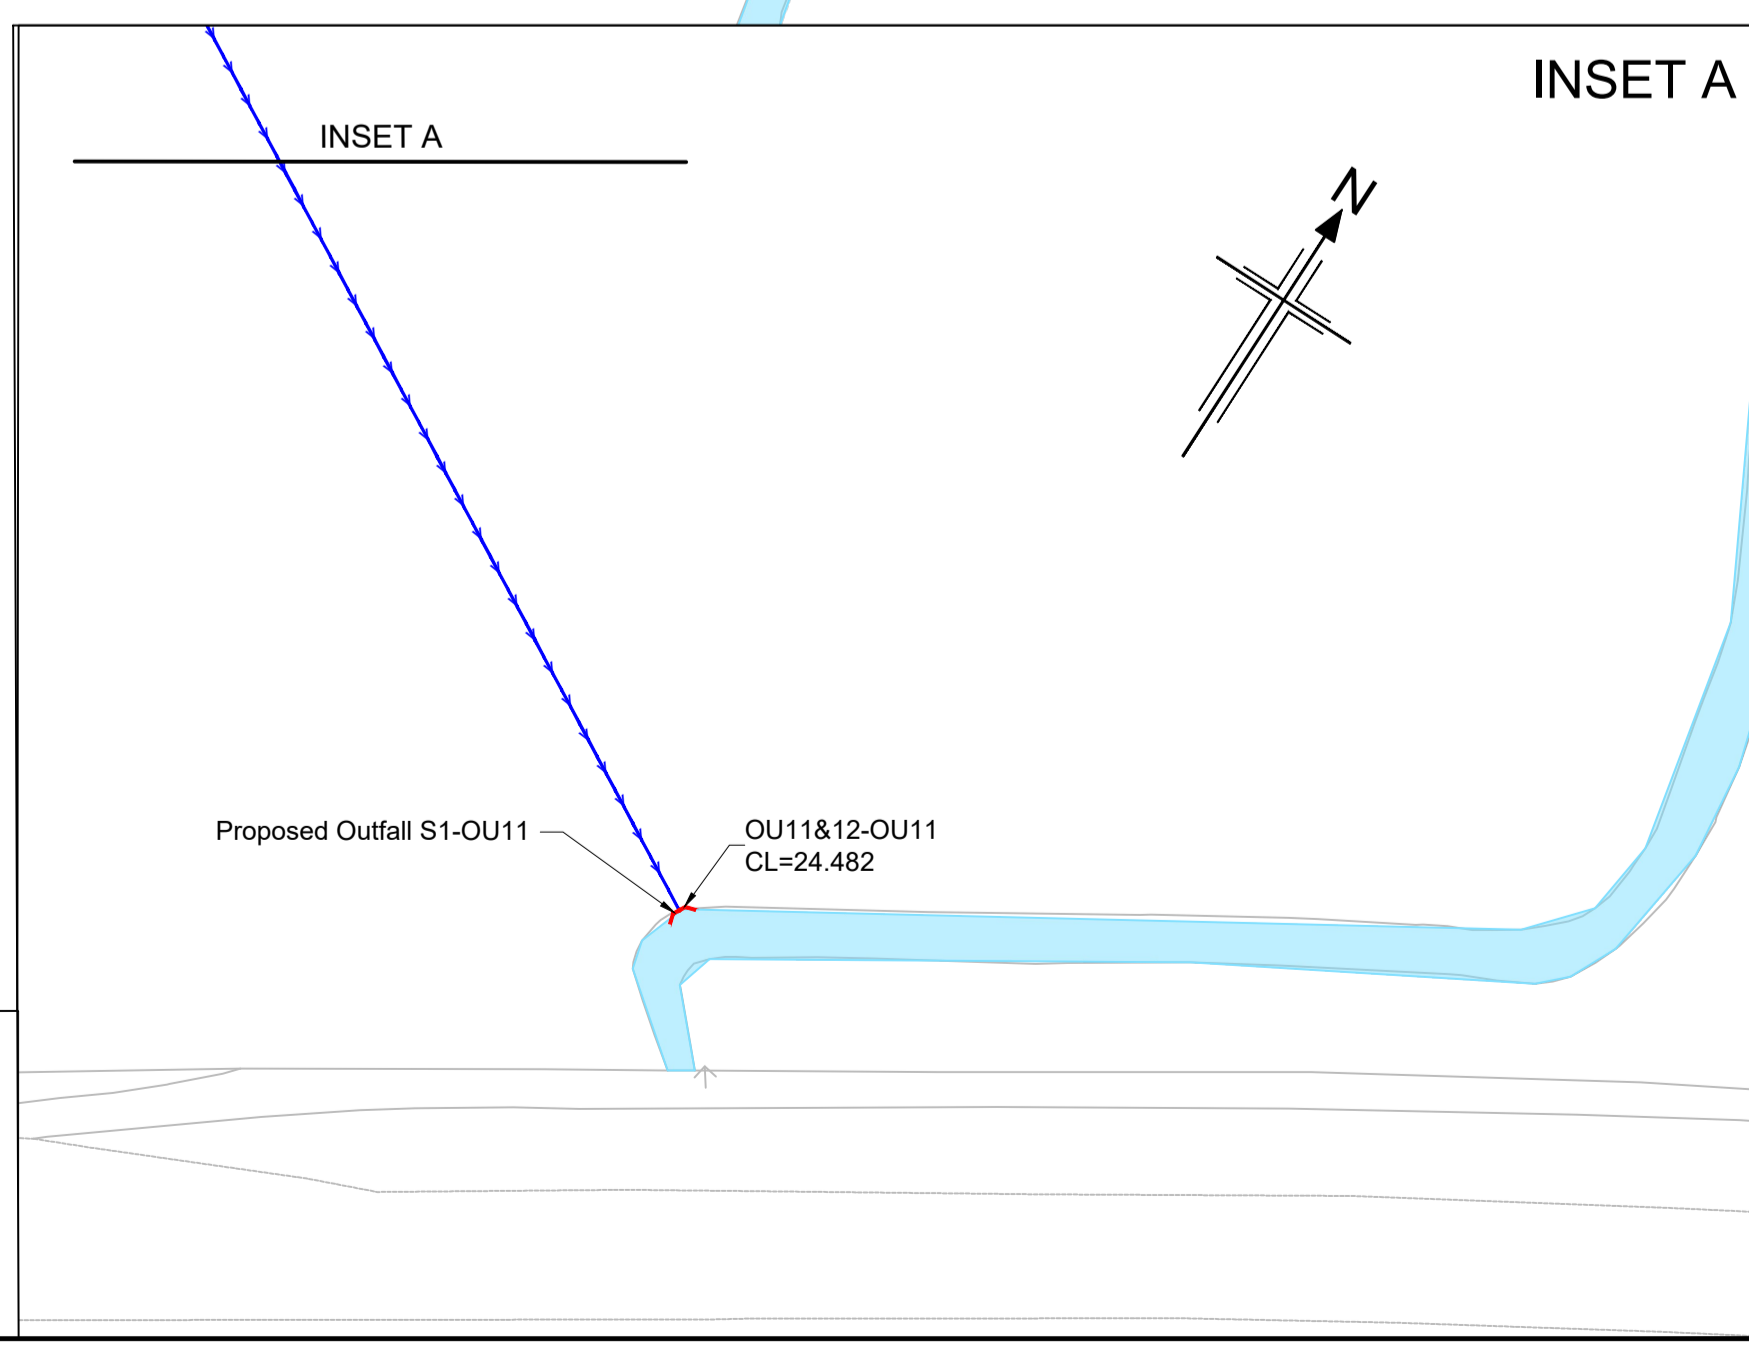 INSET A
INSET A
N
Proposed Outfall S1-OU11
OU11&12-OU11
CL=24.482